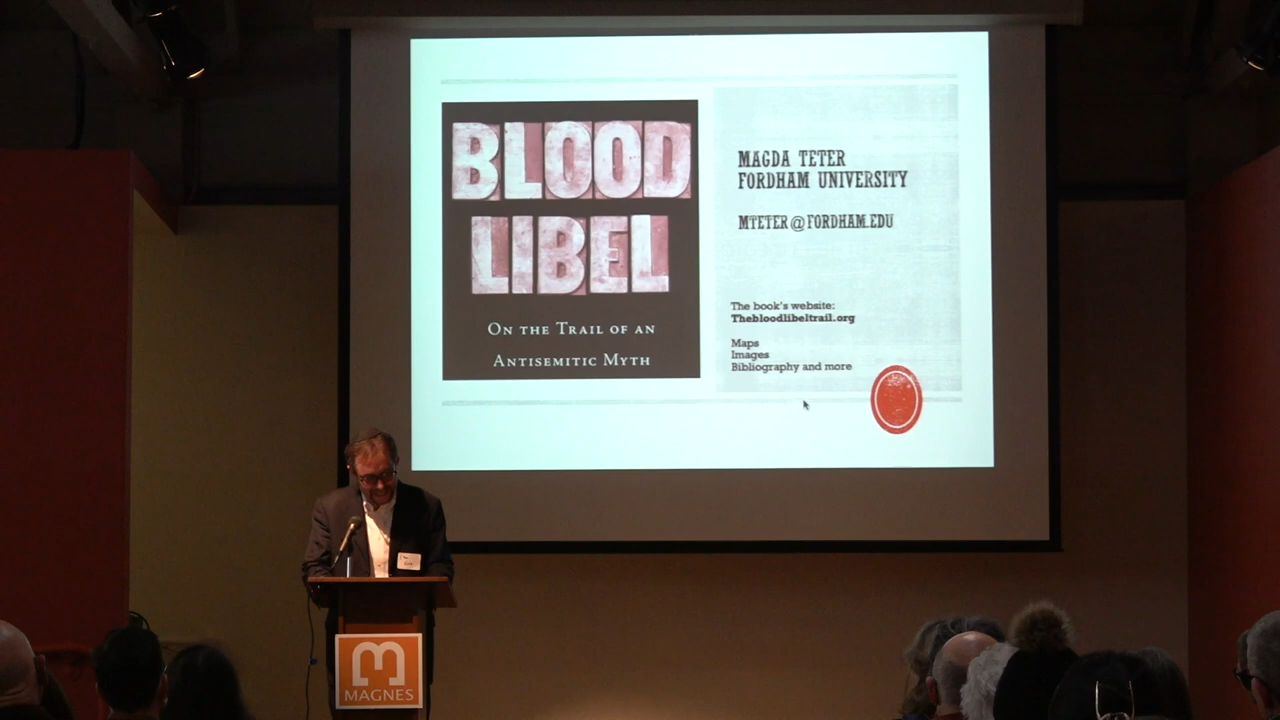 BLOOD
LIBEL
ON THE TRAIL OF AN
ANTISEMITIC MYTH
MAGDA TETER
FORDHAM UNIVERSITY
MTETER@FORDHAM.EDU
The book's website:
Thebloodlibeltrail.org
Maps
Images
Bibliography and more
MAGNES